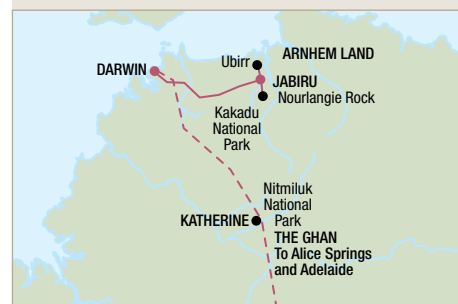 Ubirr
ARNHEM LAND
DARWIN
JABIRU
Nourlangie Rock
Kakadu
National
Park
Nitmiluk
National
Park
KATHERINE
THE GHAN
To Alice Springs
and Adelaide